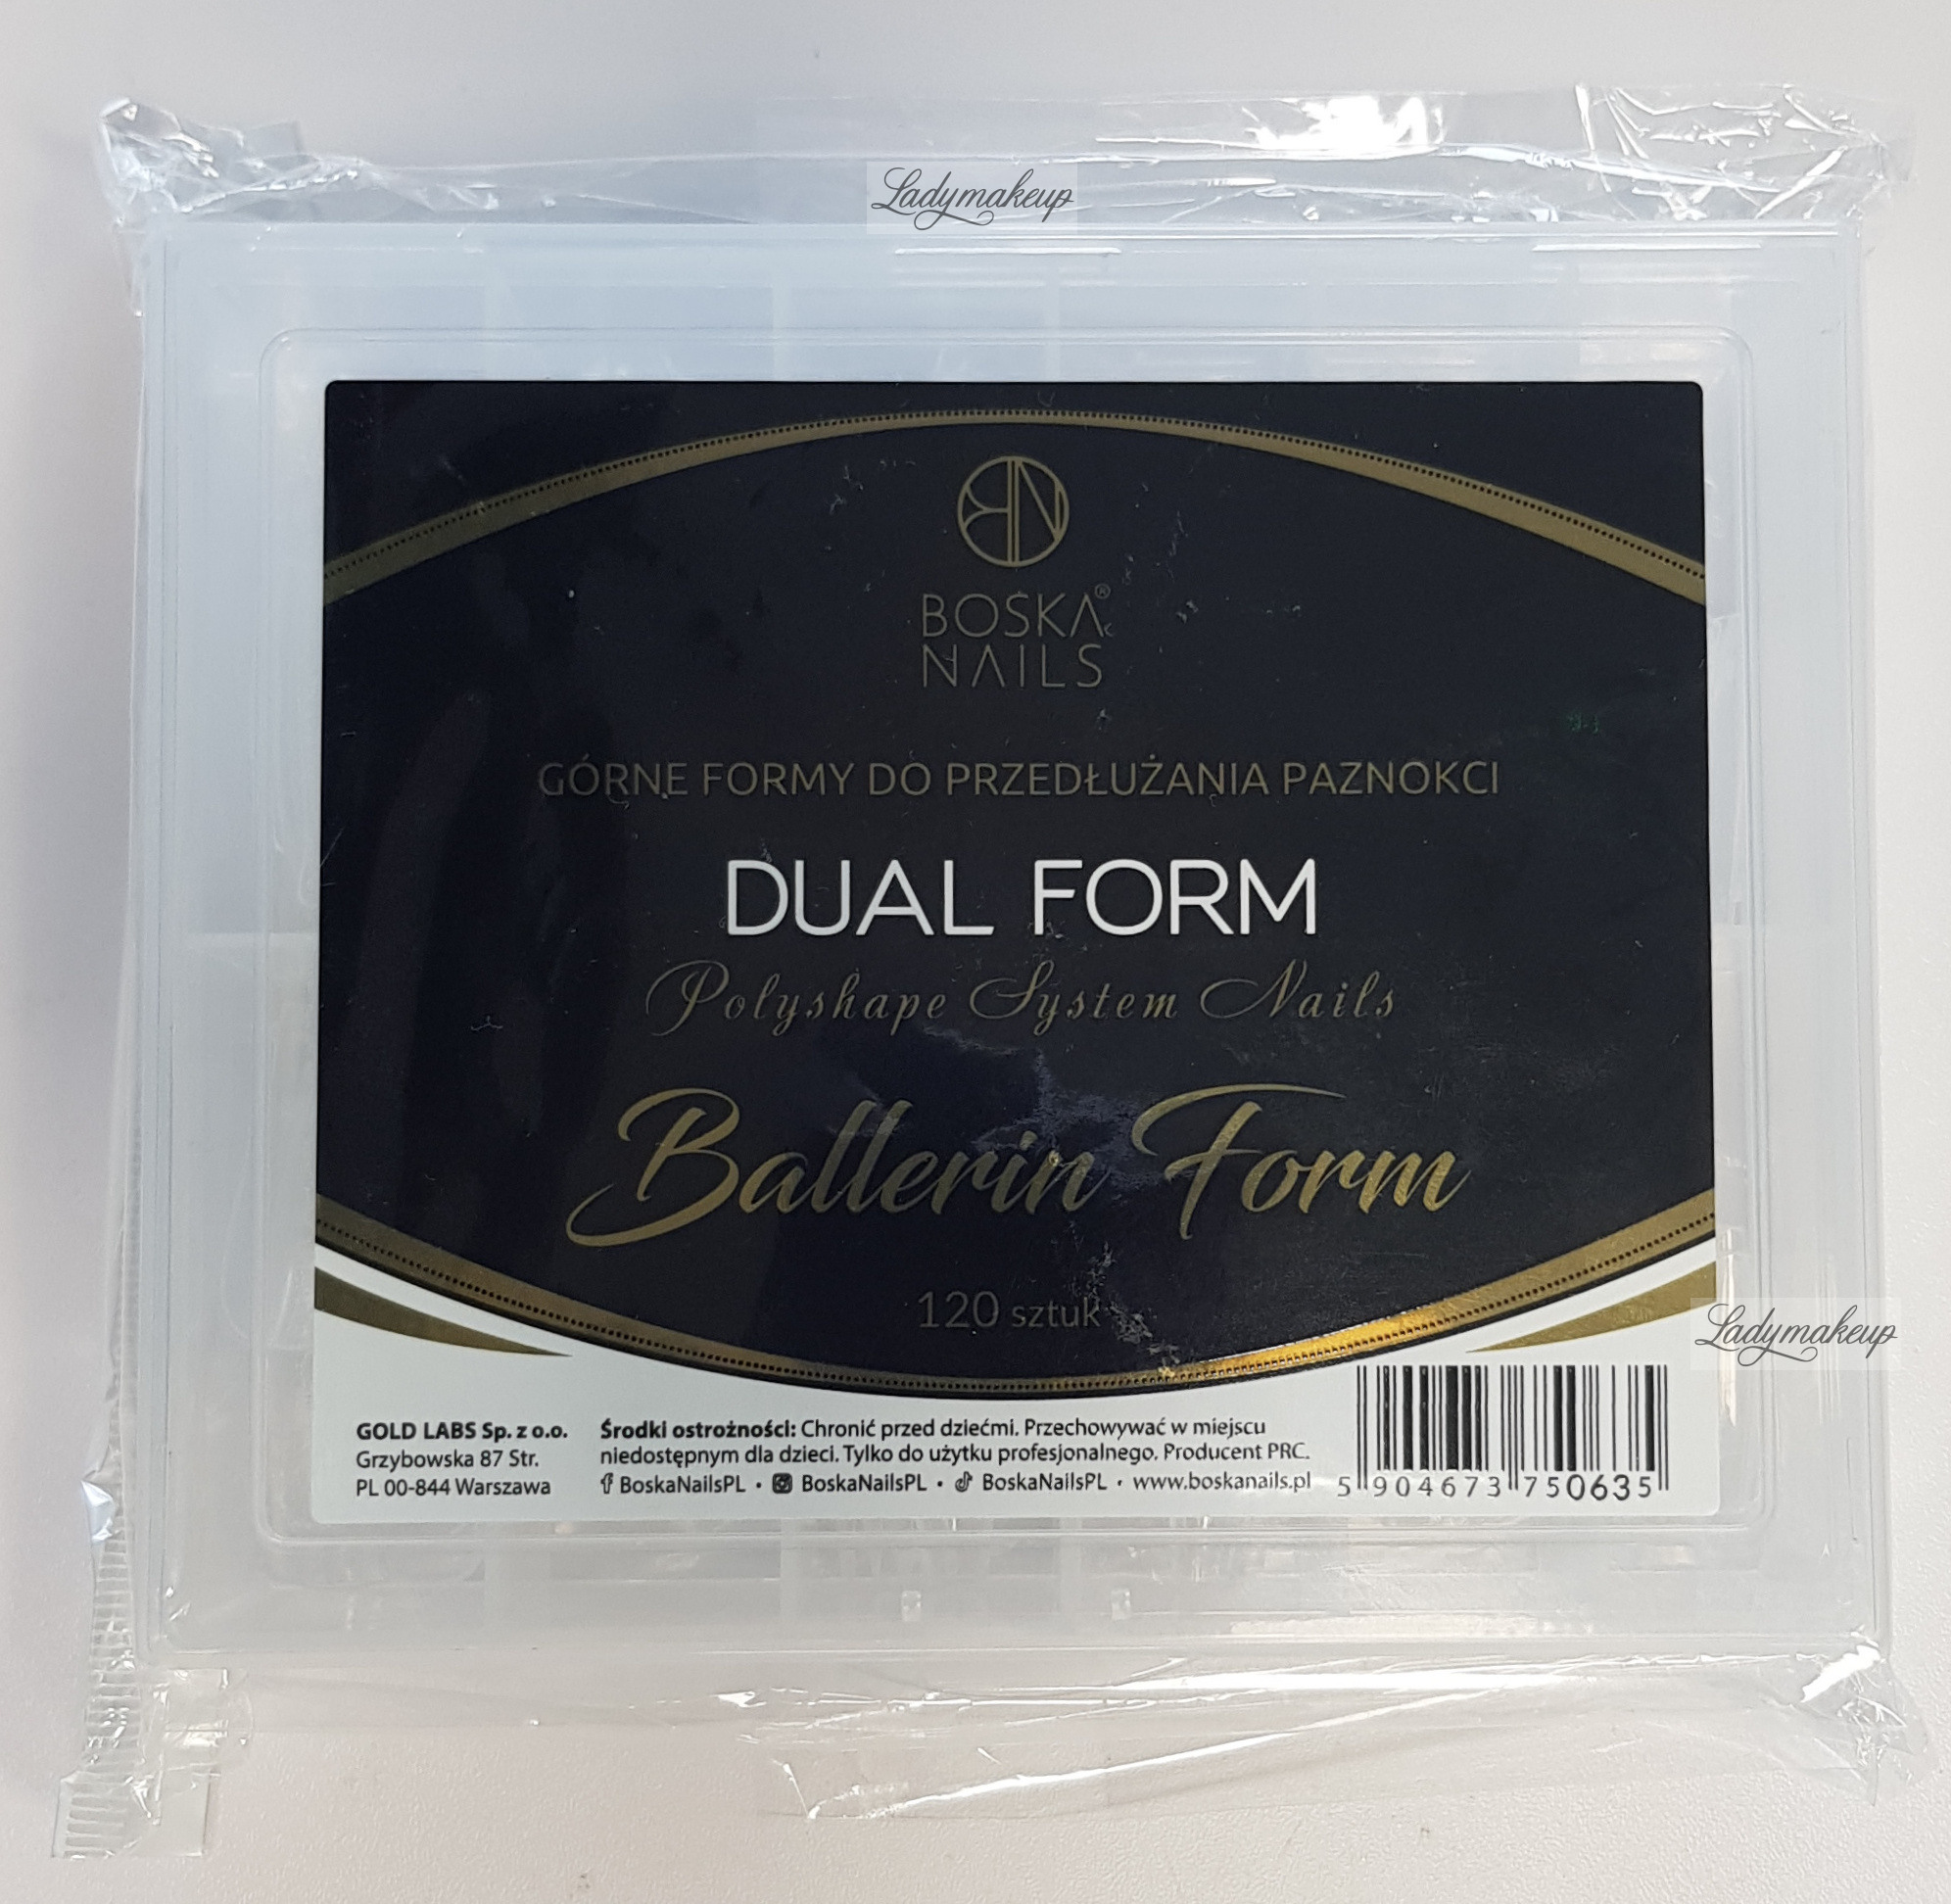 Ladymakeup
BN
BOSKA®
NAILS
GÓRNE FORMY DO PRZEDŁUŻANIA PAZNOKCI
DUAL FORM
Polyshape System Nails
Ballerin Form
120 sztuk
Ladymakeup
GOLD LABS Sp. z o.o.
Grzybowska 87 Str.
PL 00-844 Warszawa
Środki ostrożności: Chronić przed dziećmi. Przechowywać w miejscu
niedostępnym dla dzieci. Tylko do użytku profesjonalnego. Producent PRC.
BoskaNailsPL • BoskaNailsPL • BoskaNailsPL • www.boskanails.pl
5 904673 750635